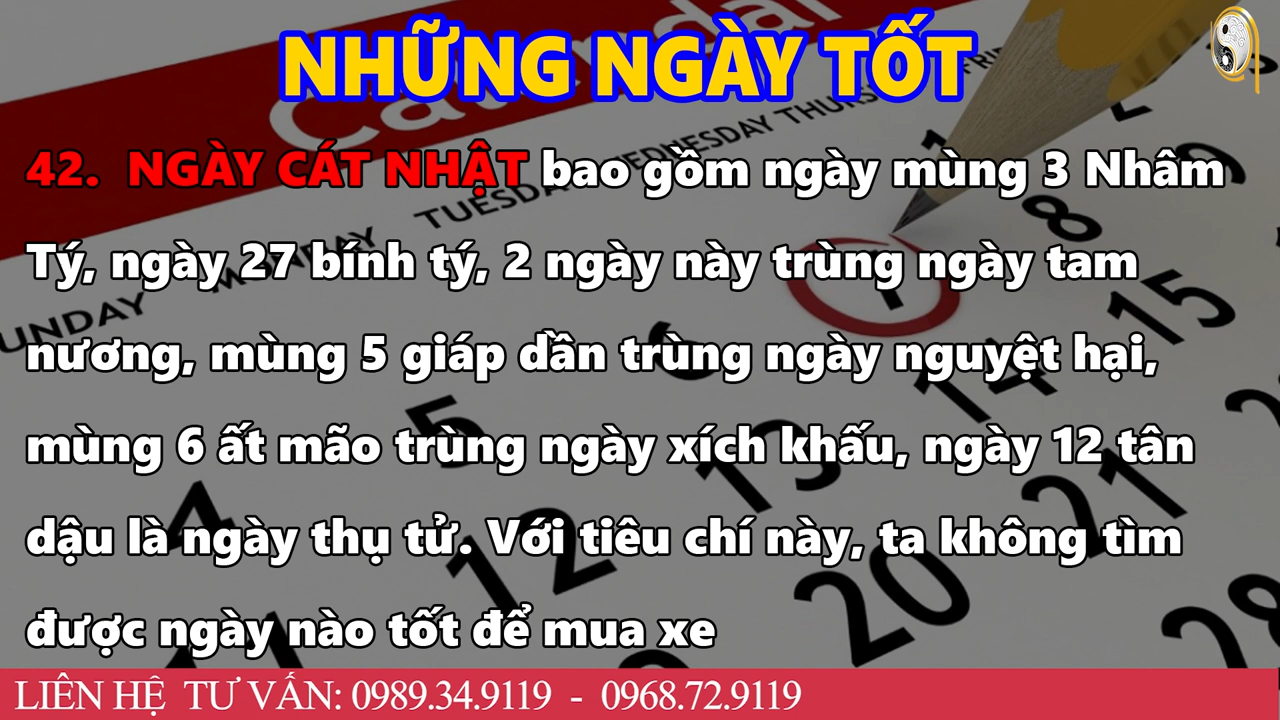 NHỮNG NGÀY TỐT
42. NGÀY CÁT NHẬT bao gồm ngày mùng 3 Nhâm
Tý, ngày 27 bính tý, 2 ngày này trùng ngày tam
nương, mùng 5 giáp dần trùng ngày nguyệt hại,
mùng 6 ất mão trùng ngày xích khấu, ngày 12 tân
dậu là ngày thụ tử. Với tiêu chí này, ta không tìm
được ngày nào tốt để mua xe
LIÊN HỆ TƯ VẤN: 0989.34.9119 - 0968.72.9119